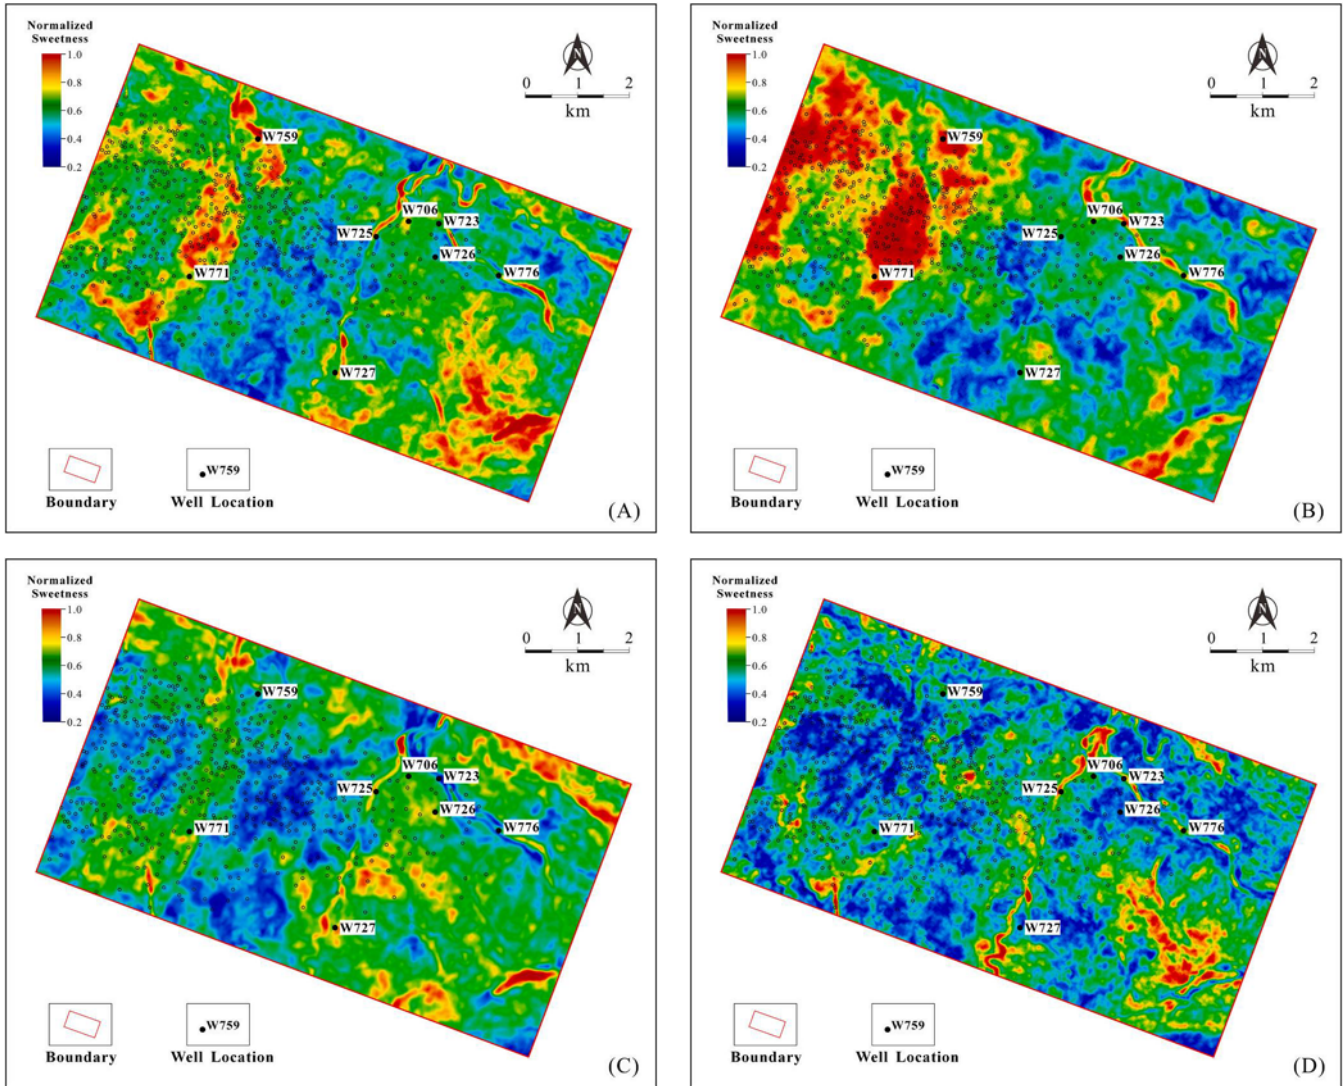 Normalized
Sweetness
1.0
0.8
0.6
0.4
0.2
N
0 1 2
km
W759
W706
W723
W725
W726
W776
W771
W727
W759
Boundary
Well Location
(A)
Normalized
Sweetness
1.0
0.8
0.6
0.4
0.2
N
0 1 2
km
W759
W706
W723
W725
W726
W776
W771
W727
W759
Boundary
Well Location
(B)
Normalized
Sweetness
1.0
0.8
0.6
0.4
0.2
N
0 1 2
km
W759
W706
W723
W725
W726
W776
W771
W727
W759
Boundary
Well Location
(C)
Normalized
Sweetness
1.0
0.8
0.6
0.4
0.2
N
0 1 2
km
W759
W706
W723
W725
W726
W776
W771
W727
W759
Boundary
Well Location
(D)